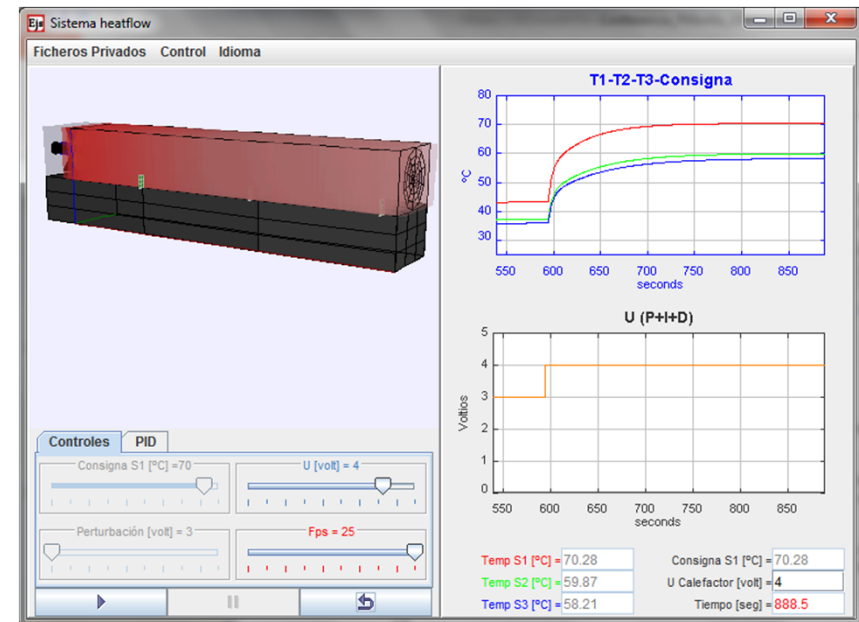 Ejs Sistema heatflow
Ficheros Privados Control Idioma
T1-T2-T3-Consigna
80
70
60
50
40
30
ºC
550 600 650 700 750 800 850
seconds
U (P+I+D)
5
4
3
2
1
0
Voltios
550 600 650 700 750 800 850
seconds
Controles PID
Consigna S1 [ºC] =70
U [volt] = 4
Perturbación [volt] = 3
Fps = 25
Temp S1 [ºC] = 70.28 Consigna S1 [ºC] = 70.28
Temp S2 [ºC] = 59.87 U Calefactor [volt] = 4
Temp S3 [ºC] = 58.21 Tiempo [seg] = 888.5